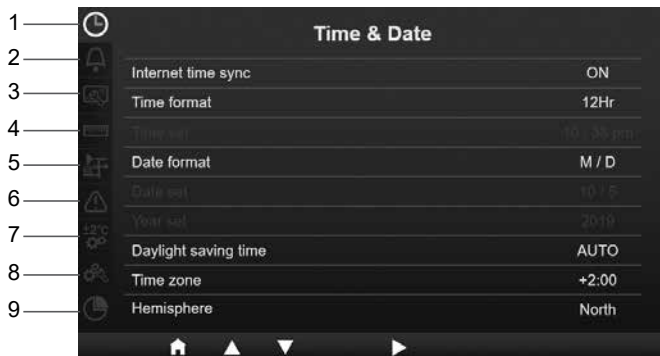 1
Time & Date
2
Internet time sync ON
3
Time format 12Hr
4
Time set 10 : 38 pm
5
Date format M / D
6
Date set 10 / 5
Year set 2019
7
±2°C
Daylight saving time AUTO
8
Time zone +2:00
9
Hemisphere North